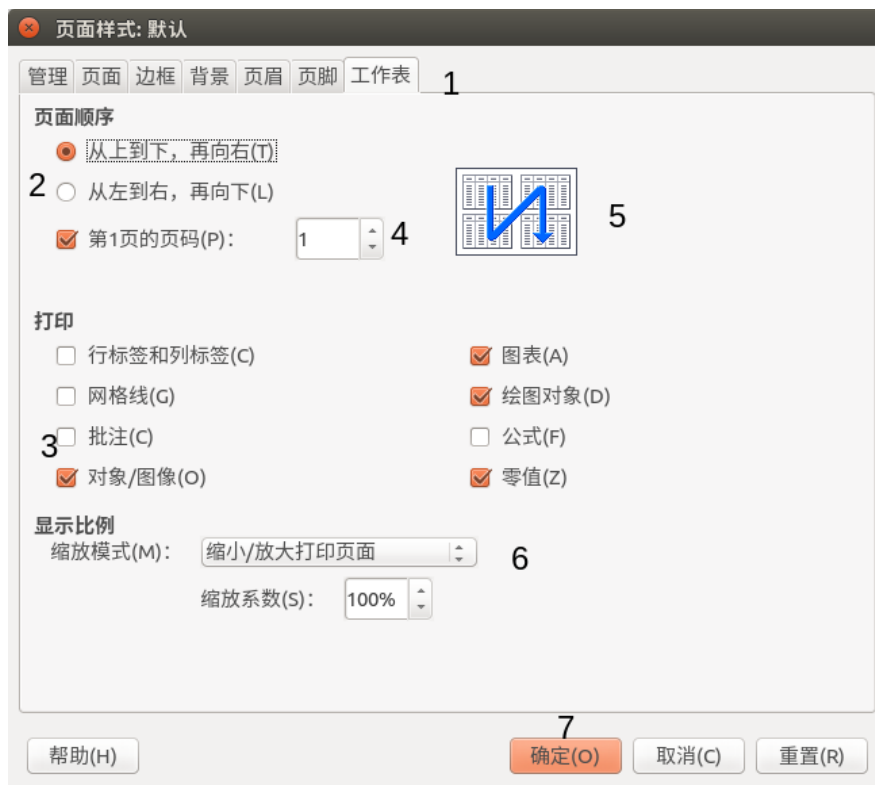 页面样式: 默认
管理 页面 边框 背景 页眉 页脚 工作表 1
页面顺序
从上到下，再向右(T)
2 从左到右，再向下(L) 5
第1页的页码(P)： 1 4
打印
行标签和列标签(C) 图表(A)
网格线(G) 绘图对象(D)
3 批注(C) 公式(F)
对象/图像(O) 零值(Z)
显示比例
缩放模式(M)： 缩小/放大打印页面 6
缩放系数(S)： 100%
7
帮助(H) 确定(O) 取消(C) 重置(R)